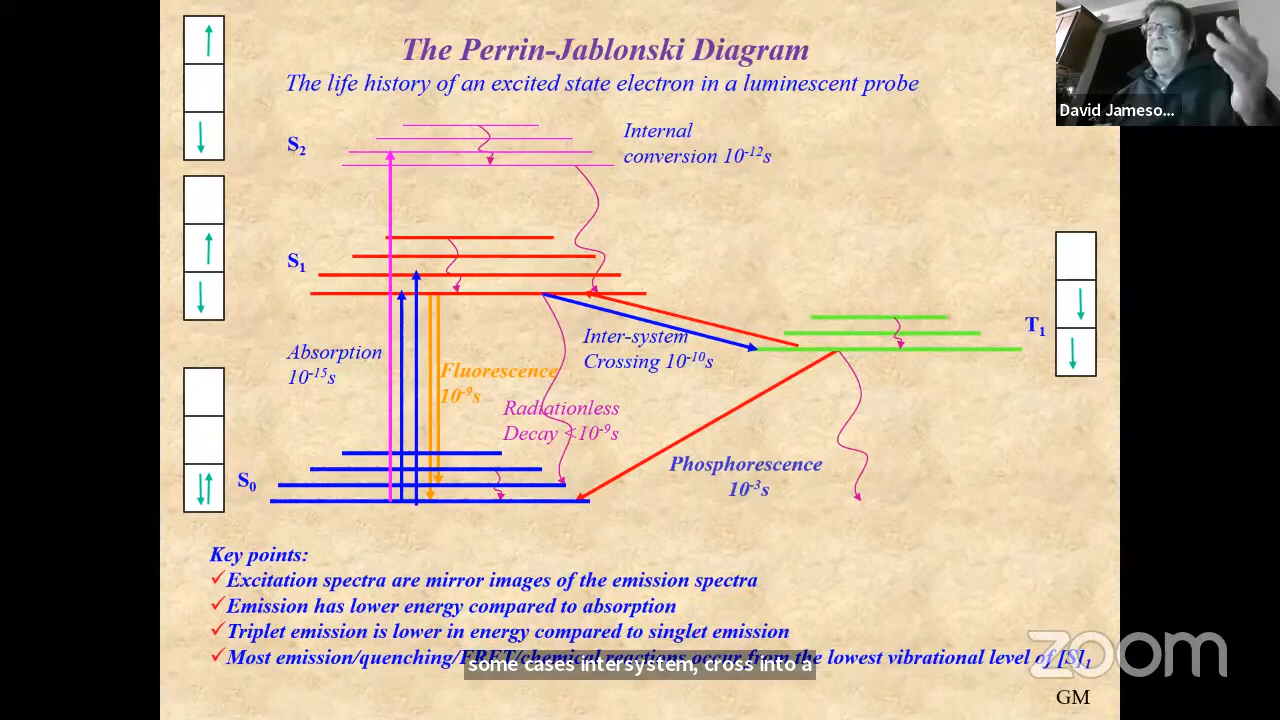 The Perrin-Jablonski Diagram
The life history of an excited state electron in a luminescent probe
David Jameso...
S2
Internal
conversion 10-12s
S1
T1
Absorption
10-15s
Fluorescence
10-9s
Inter-system
Crossing 10-10s
Radiationless
Decay <10-9s
S0
Phosphorescence
10-3s
Key points:
✓Excitation spectra are mirror images of the emission spectra
✓Emission has lower energy compared to absorption
✓Triplet emission is lower in energy compared to singlet emission
✓Most emission/quenching/FRET/chemical reactions occur from the lowest vibrational level of [S]1
some cases intersystem, cross into a
zoom
GM